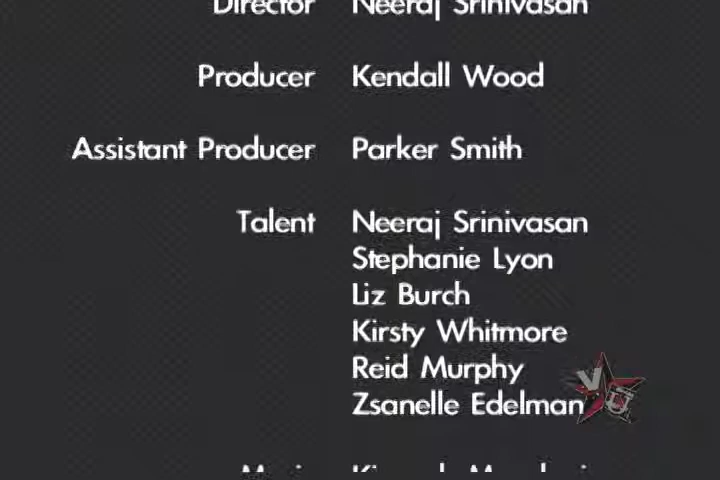 Director Neeraj Srinivasan
Producer Kendall Wood
Assistant Producer Parker Smith
Talent Neeraj Srinivasan
Stephanie Lyon
Liz Burch
Kirsty Whitmore
Reid Murphy
Zsanelle Edelman